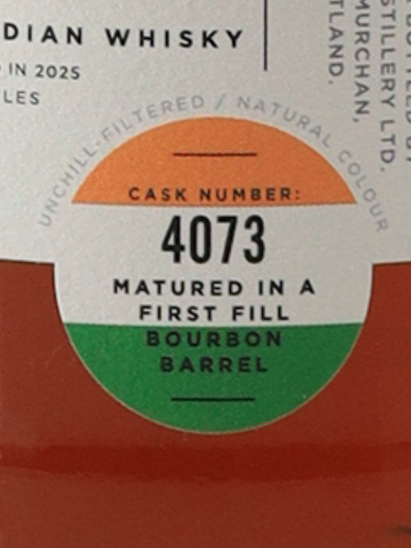 DIAN WHISKY
IN 2025
LES
STILLERY LTD.
MURCHAN,
TLAND.
UNCHILL-FILTERED / NATURAL COLOUR
CASK NUMBER:
4073
MATURED IN A
FIRST FILL
BOURBON
BARREL